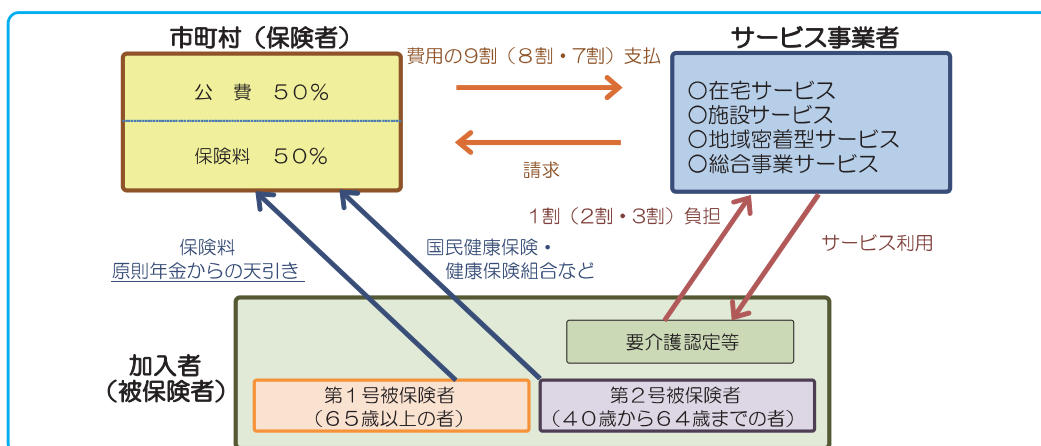 市町村（保険者）
公　費　５０％
保険料　５０％
費用の９割（８割・７割）支払
請求
サービス事業者
○在宅サービス
○施設サービス
○地域密着型サービス
○総合事業サービス
保険料
原則年金からの天引き
国民健康保険・
健康保険組合など
１割（２割・３割）負担
サービス利用
加入者
（被保険者）
要介護認定等
第１号被保険者
（６５歳以上の者）
第２号被保険者
（４０歳から６４歳までの者）